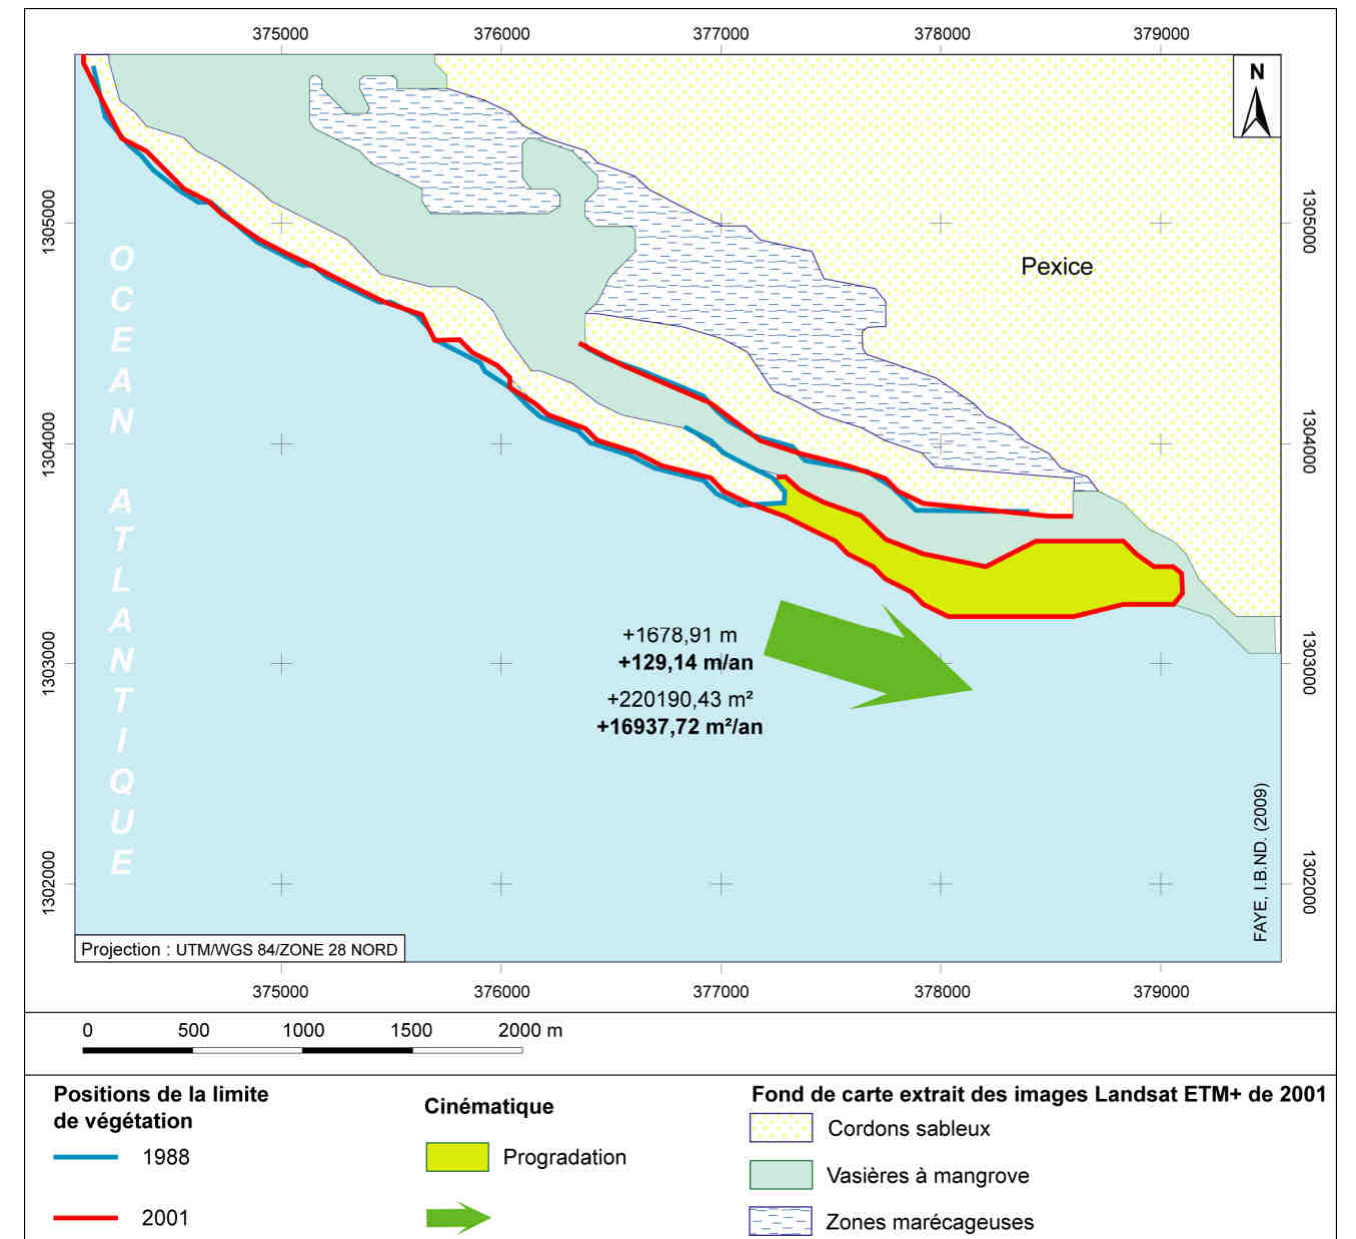 375000 376000 377000 378000 379000
N
1305000
1305000
Pexice
OCEAN ATLANTIQUE
1304000
1304000
+1678,91 m
+129,14 m/an
+220190,43 m²
+16937,72 m²/an
1303000
1303000
1302000
1302000
FAYE, I.B.ND. (2009)
Projection : UTM/WGS 84/ZONE 28 NORD
375000 376000 377000 378000 379000
0 500 1000 1500 2000 m
Positions de la limite
de végétation
1988
2001
Cinématique
Progradation
Fond de carte extrait des images Landsat ETM+ de 2001
Cordons sableux
Vasières à mangrove
Zones marécageuses